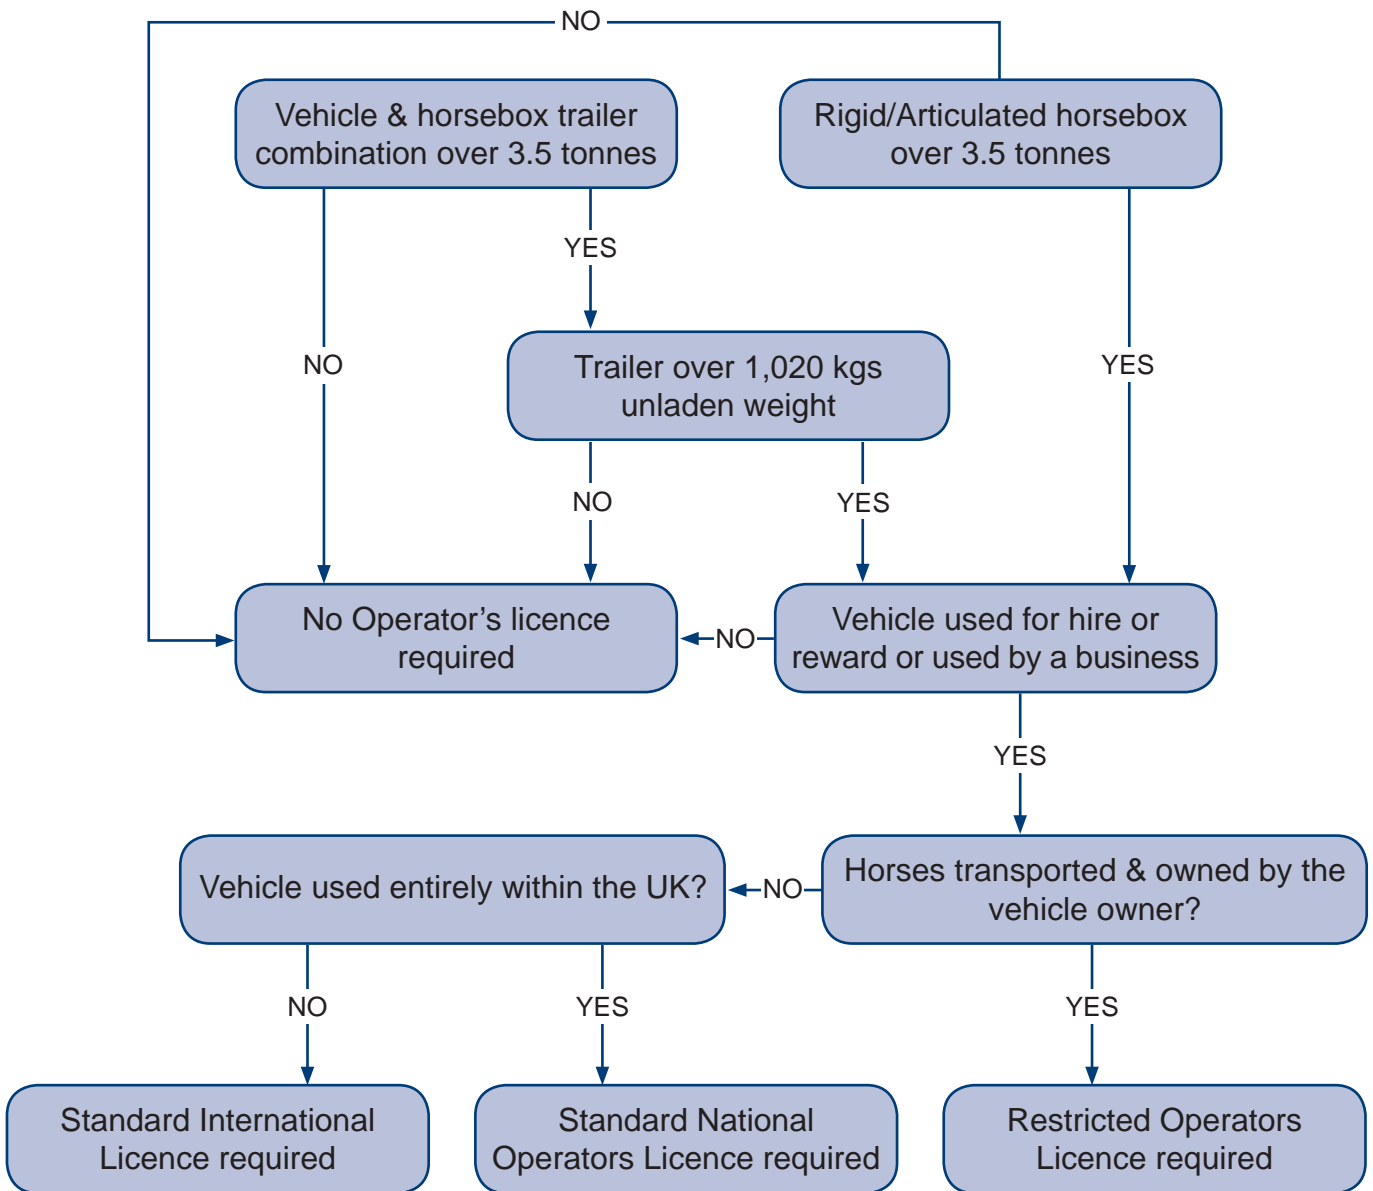 NO
Vehicle & horsebox trailer
combination over 3.5 tonnes
Rigid/Articulated horsebox
over 3.5 tonnes
YES
NO
YES
Trailer over 1,020 kgs
unladen weight
NO
YES
No Operator’s licence
required
NO
Vehicle used for hire or
reward or used by a business
YES
Vehicle used entirely within the UK?
NO
Horses transported & owned by the
vehicle owner?
NO
YES
YES
Standard International
Licence required
Standard National
Operators Licence required
Restricted Operators
Licence required